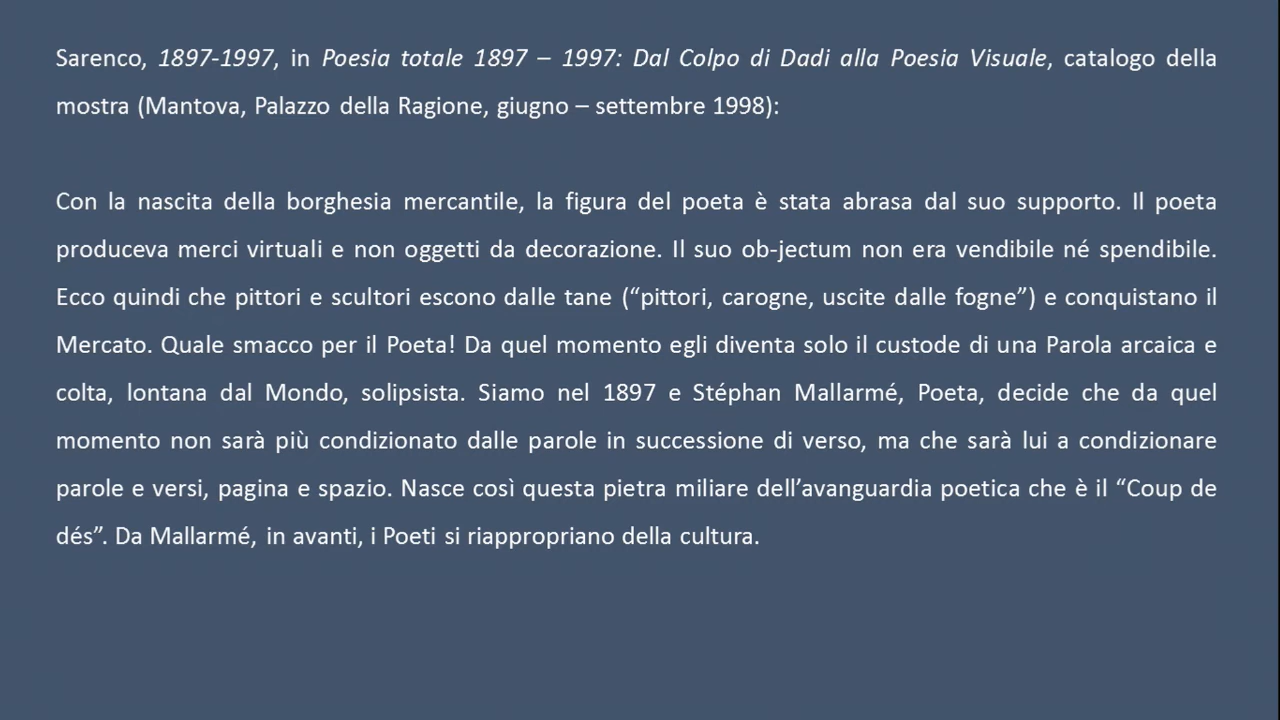 Sarenco, 1897-1997, in Poesia totale 1897 – 1997: Dal Colpo di Dadi alla Poesia Visuale, catalogo della
mostra (Mantova, Palazzo della Ragione, giugno – settembre 1998):
Con la nascita della borghesia mercantile, la figura del poeta è stata abrasa dal suo supporto. Il poeta
produceva merci virtuali e non oggetti da decorazione. Il suo ob-jectum non era vendibile né spendibile.
Ecco quindi che pittori e scultori escono dalle tane (“pittori, carogne, uscite dalle fogne”) e conquistano il
Mercato. Quale smacco per il Poeta! Da quel momento egli diventa solo il custode di una Parola arcaica e
colta, lontana dal Mondo, solipsista. Siamo nel 1897 e Stéphan Mallarmé, Poeta, decide che da quel
momento non sarà più condizionato dalle parole in successione di verso, ma che sarà lui a condizionare
parole e versi, pagina e spazio. Nasce così questa pietra miliare dell’avanguardia poetica che è il “Coup de
dés”. Da Mallarmé, in avanti, i Poeti si riappropriano della cultura.